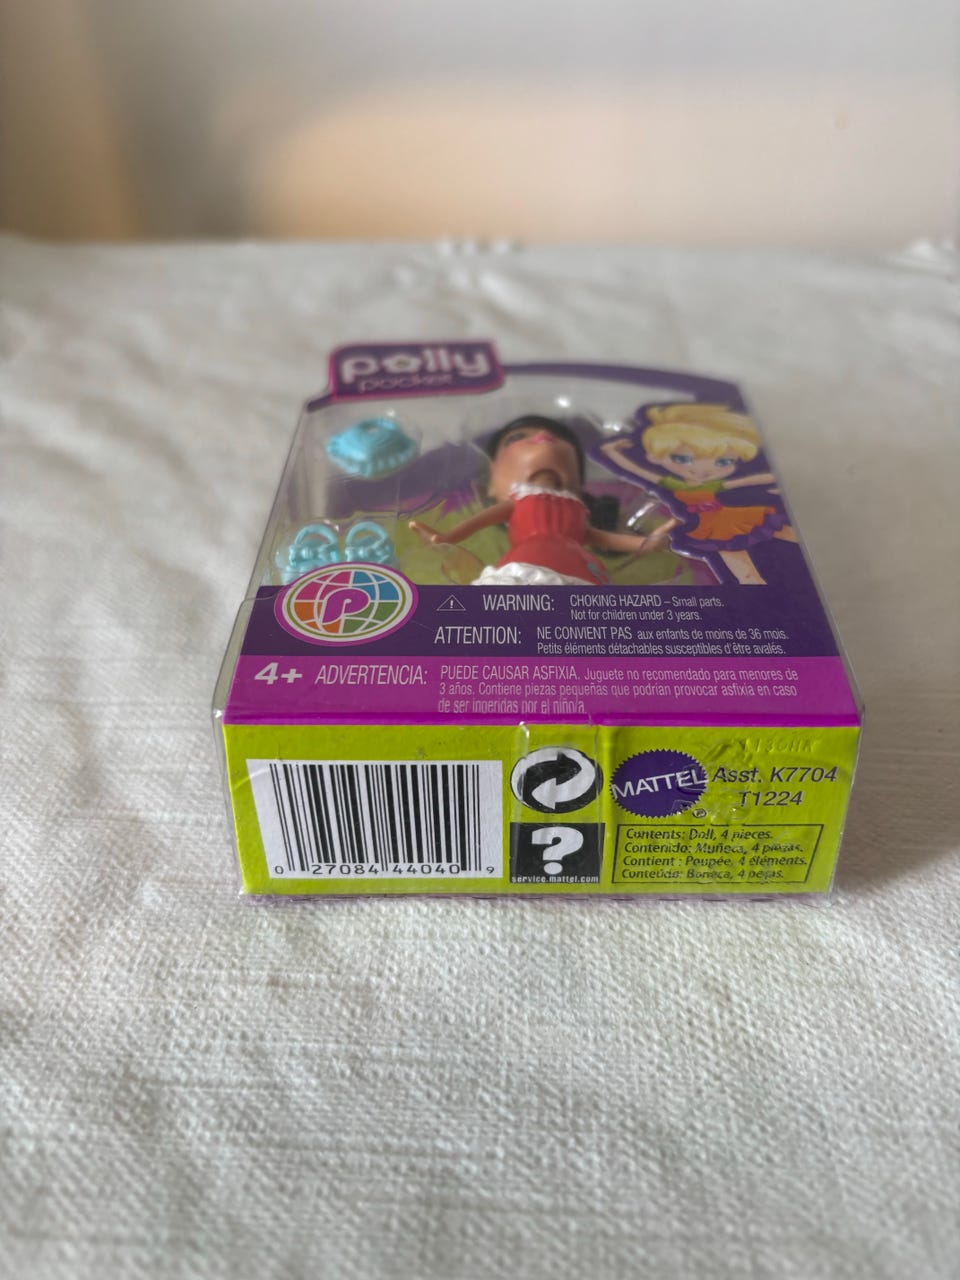 polly
pocket
P
WARNING: CHOKING HAZARD – Small parts.
Not for children under 3 years.
ATTENTION: NE CONVIENT PAS aux enfants de moins de 36 mois.
Petits éléments détachables susceptibles d'être avalés.
4+ ADVERTENCIA: PUEDE CAUSAR ASFIXIA. Juguete no recomendado para menores de
3 años. Contiene piezas pequeñas que podrían provocar asfixia en caso
de ser ingeridas por el niño/a.
0 27084 44040 9
?
service.mattel.com
MATTEL
Asst. K7704
T1224
Contents: Doll, 4 pieces.
Contenido: Muñeca, 4 piezas.
Contient : Poupée, 4 éléments.
Conteúdo: Boneca, 4 peças.